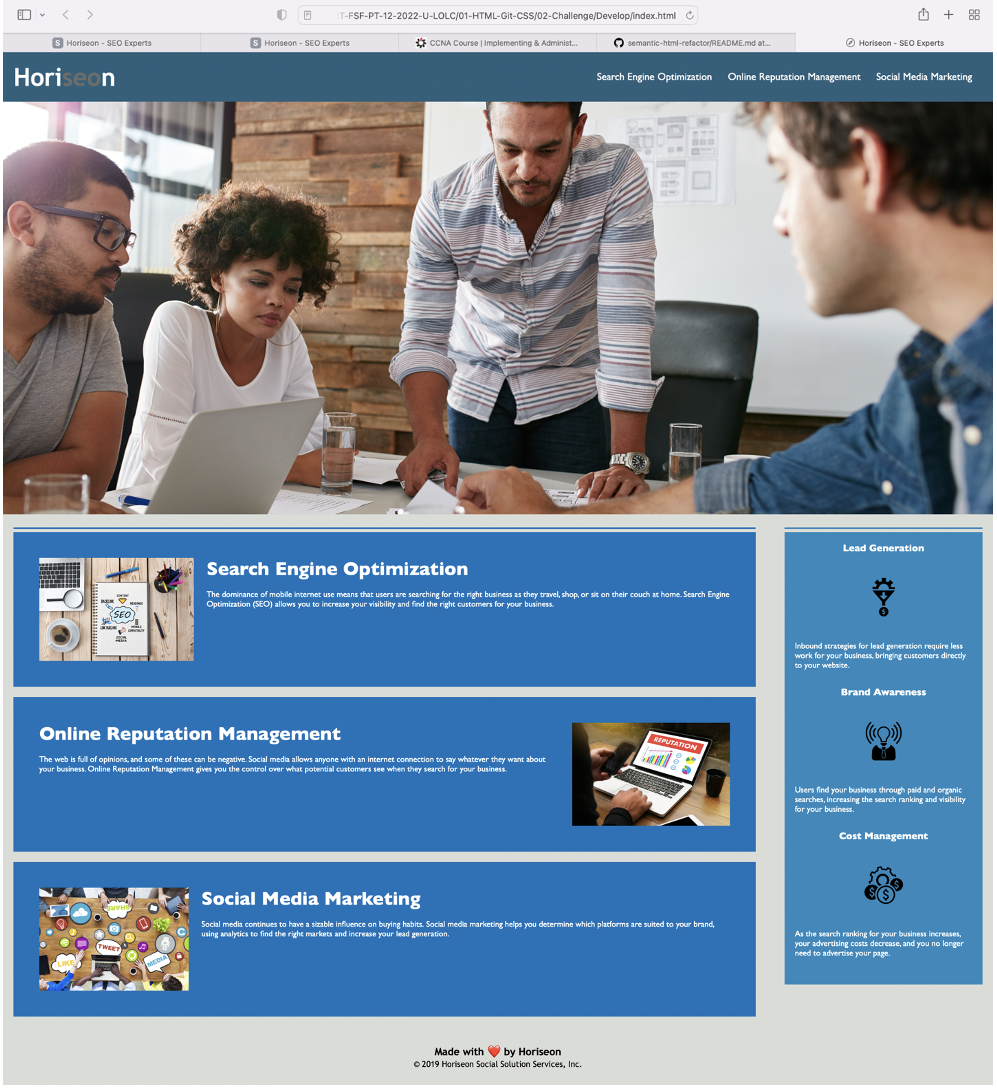 T-FSF-PT-12-2022-U-LOLC/01-HTML-Git-CSS/02-Challenge/Develop/index.html
Horiseon - SEO Experts
Horiseon - SEO Experts
CCNA Course | Implementing & Administ...
semantic-html-refactor/README.md at...
Horiseon - SEO Experts
Horiseon
Search Engine Optimization
Online Reputation Management
Social Media Marketing
Search Engine Optimization
The dominance of mobile internet use means that users are searching for the right business as they travel, shop, or sit on their couch at home. Search Engine
Optimization (SEO) allows you to increase your visibility and find the right customers for your business.
SEO
Online Reputation Management
The web is full of opinions, and some of these can be negative. Social media allows anyone with an internet connection to say whatever they want about
your business. Online Reputation Management gives you the control over what potential customers see when they search for your business.
REPUTATION
Social Media Marketing
Social media continues to have a sizable influence on buying habits. Social media marketing helps you determine which platforms are suited to your brand,
using analytics to find the right markets and increase your lead generation.
SHARE
TWEET
LIKE
MEDIA
Lead Generation
Inbound strategies for lead generation require less
work for your business, bringing customers directly
to your website.
Brand Awareness
Users find your business through paid and organic
searches, increasing the search ranking and visibility
for your business.
Cost Management
As the search ranking for your business increases,
your advertising costs decrease, and you no longer
need to advertise your page.
Made with ❤️ by Horiseon
© 2019 Horiseon Social Solution Services, Inc.